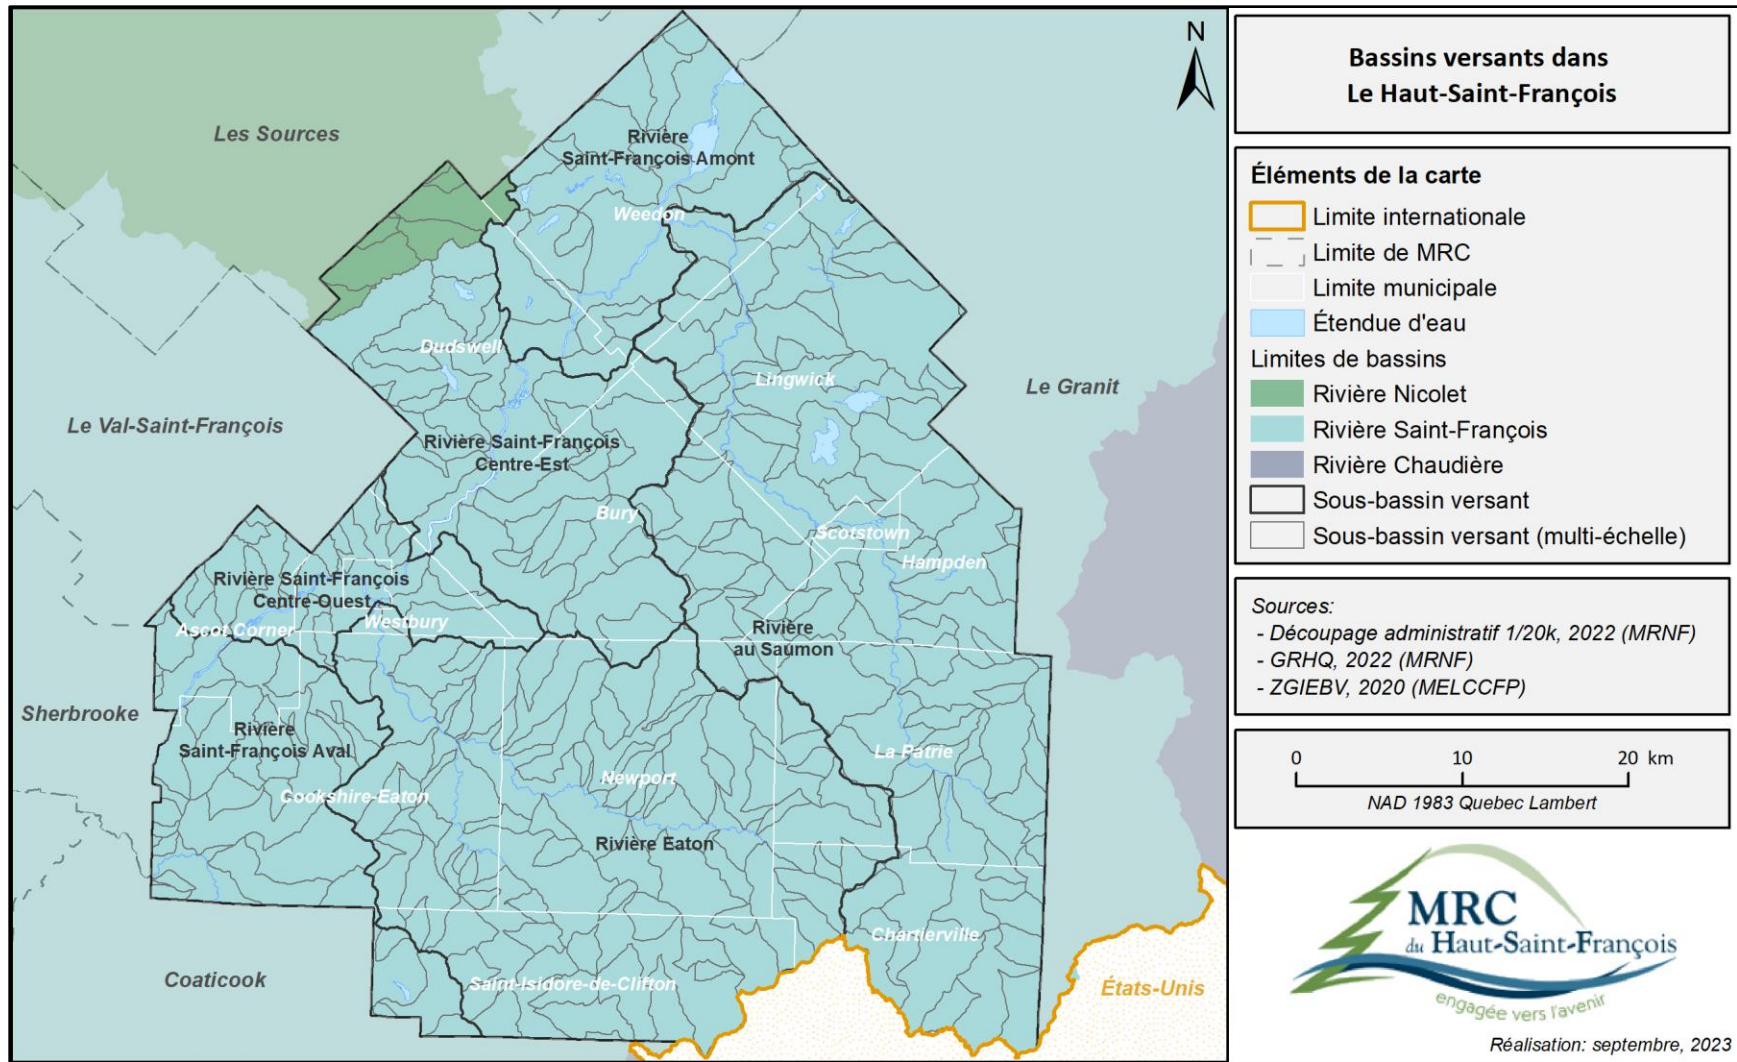 N
Les Sources
Rivière
Saint-François Amont
Weedon
Dudswell
Lingwick
Le Granit
Le Val-Saint-François
Rivière Saint-François
Centre-Est
Bury
Scotstown
Hampden
Rivière Saint-François
Centre-Ouest
Ascot Corner
Westbury
Rivière
au Saumon
Sherbrooke
Rivière
Saint-François Aval
La Patrie
Newport
Cookshire-Eaton
Rivière Eaton
Chartierville
Coaticook
Saint-Isidore-de-Clifton
États-Unis
Bassins versants dans
Le Haut-Saint-François
Éléments de la carte
Limite internationale
Limite de MRC
Limite municipale
Étendue d'eau
Limites de bassins
Rivière Nicolet
Rivière Saint-François
Rivière Chaudière
Sous-bassin versant
Sous-bassin versant (multi-échelle)
Sources:
- Découpage administratif 1/20k, 2022 (MRNF)
- GRHQ, 2022 (MRNF)
- ZGIEBV, 2020 (MELCCFP)
0 10 20 km
NAD 1983 Quebec Lambert
MRC
du Haut-Saint-François
engagée vers l'avenir
Réalisation: septembre, 2023